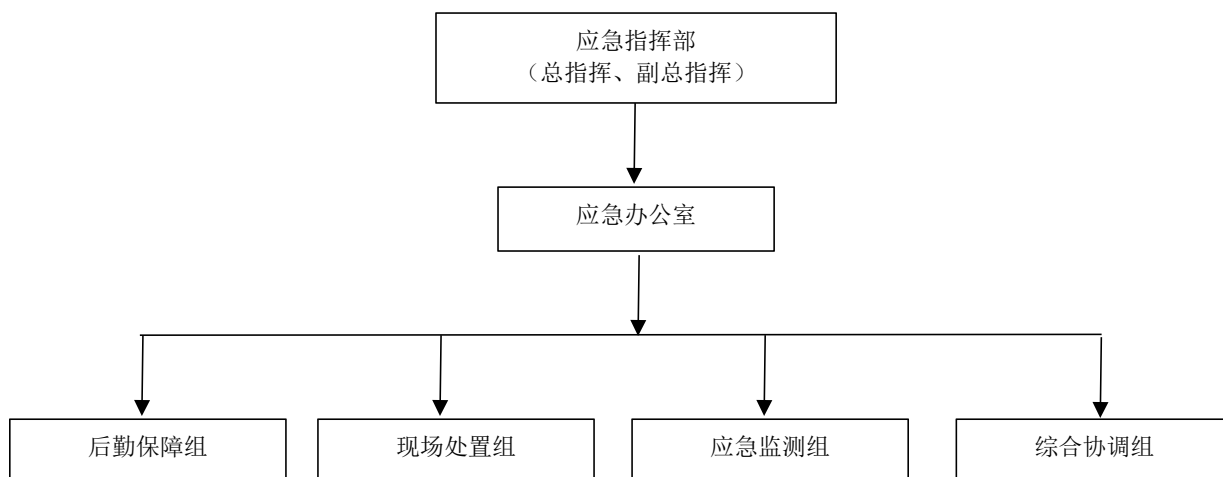 应急指挥部
（总指挥、副总指挥）
应急办公室
后勤保障组
现场处置组
应急监测组
综合协调组